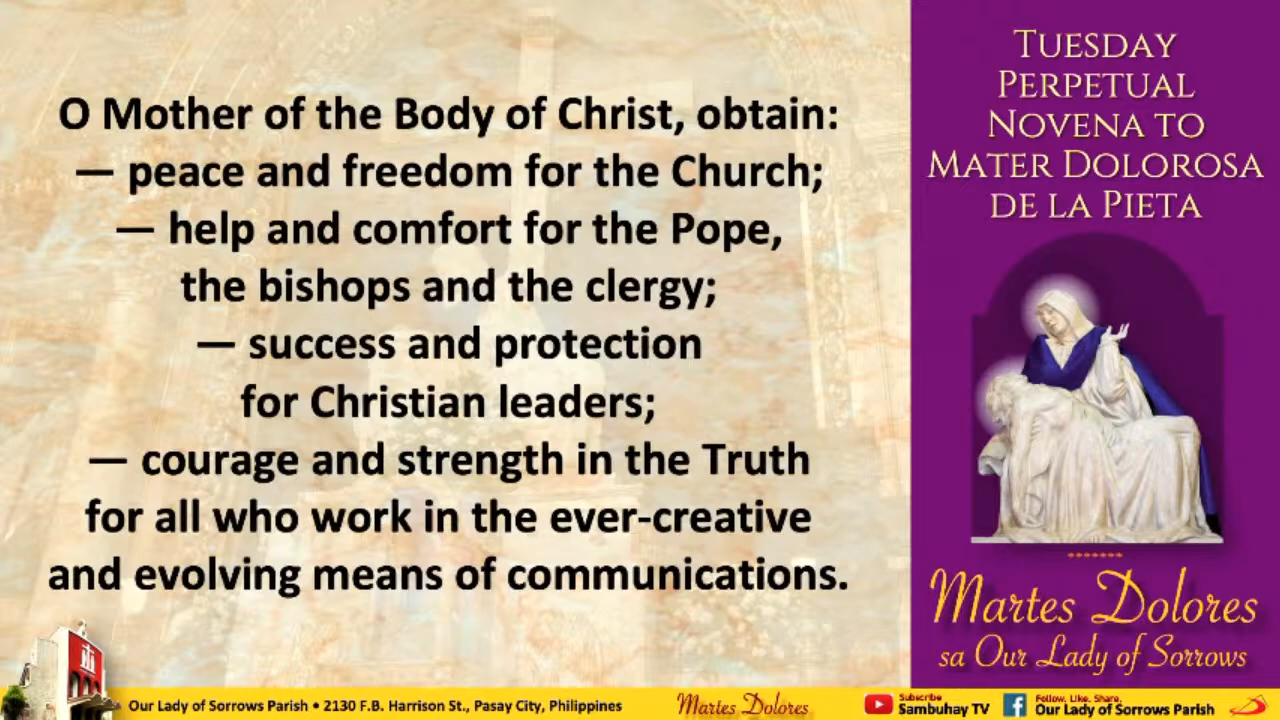 O Mother of the Body of Christ, obtain:
— peace and freedom for the Church;
— help and comfort for the Pope,
the bishops and the clergy;
— success and protection
for Christian leaders;
— courage and strength in the Truth
for all who work in the ever-creative
and evolving means of communications.
TUESDAY
PERPETUAL
NOVENA TO
MATER DOLOROSA
DE LA PIETA
Martes Dolores
sa Our Lady of Sorrows
Our Lady of Sorrows Parish • 2130 F.B. Harrison St., Pasay City, Philippines
Martes Dolores
Subscribe
Sambuhay TV
Follow. Like. Share.
Our Lady of Sorrows Parish